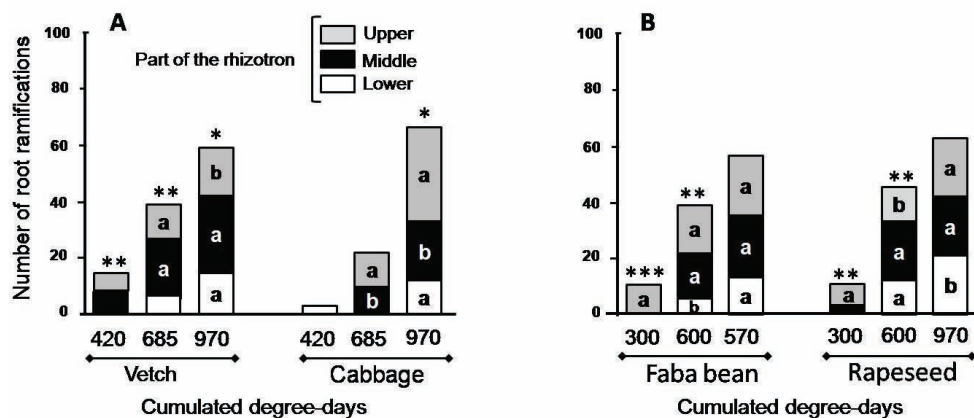 A
B
Part of the rhizotron
Upper
Middle
Lower
Number of root ramifications
100
80
60
40
20
0
**
**
a
a
*
b
a
a
a
b
*
a
b
a
420 685 970
420 685 970
Vetch
Cabbage
Cumulated degree-days
100
80
60
40
20
0
***
a
**
a
a
b
a
a
a
**
a
**
b
a
a
a
a
b
300 600 570
300 600 970
Faba bean
Rapeseed
Cumulated degree-days